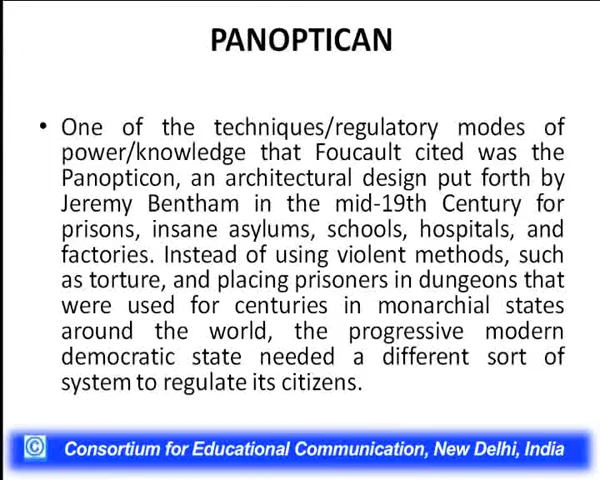 PANOPTICAN
• One of the techniques/regulatory modes of
power/knowledge that Foucault cited was the
Panopticon, an architectural design put forth by
Jeremy Bentham in the mid-19th Century for
prisons, insane asylums, schools, hospitals, and
factories. Instead of using violent methods, such
as torture, and placing prisoners in dungeons that
were used for centuries in monarchial states
around the world, the progressive modern
democratic state needed a different sort of
system to regulate its citizens.
© Consortium for Educational Communication, New Delhi, India